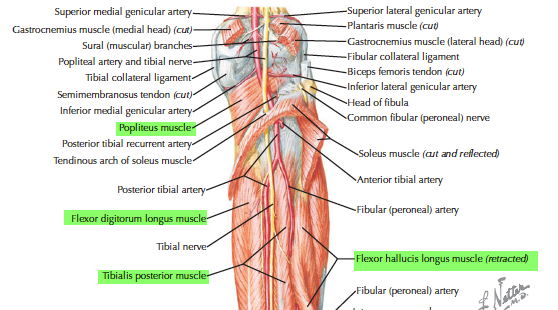 Superior medial genicular artery
Gastrocnemius muscle (medial head) (cut)
Sural (muscular) branches
Popliteal artery and tibial nerve
Tibial collateral ligament
Semimembranosus tendon (cut)
Inferior medial genicular artery
Popliteus muscle
Posterior tibial recurrent artery
Tendinous arch of soleus muscle
Posterior tibial artery
Flexor digitorum longus muscle
Tibial nerve
Tibialis posterior muscle
Superior lateral genicular artery
Plantaris muscle (cut)
Gastrocnemius muscle (lateral head) (cut)
Fibular collateral ligament
Biceps femoris tendon (cut)
Inferior lateral genicular artery
Head of fibula
Common fibular (peroneal) nerve
Soleus muscle (cut and reflected)
Anterior tibial artery
Fibular (peroneal) artery
Flexor hallucis longus muscle (retracted)
Fibular (peroneal) artery
F. Netter
M.D.